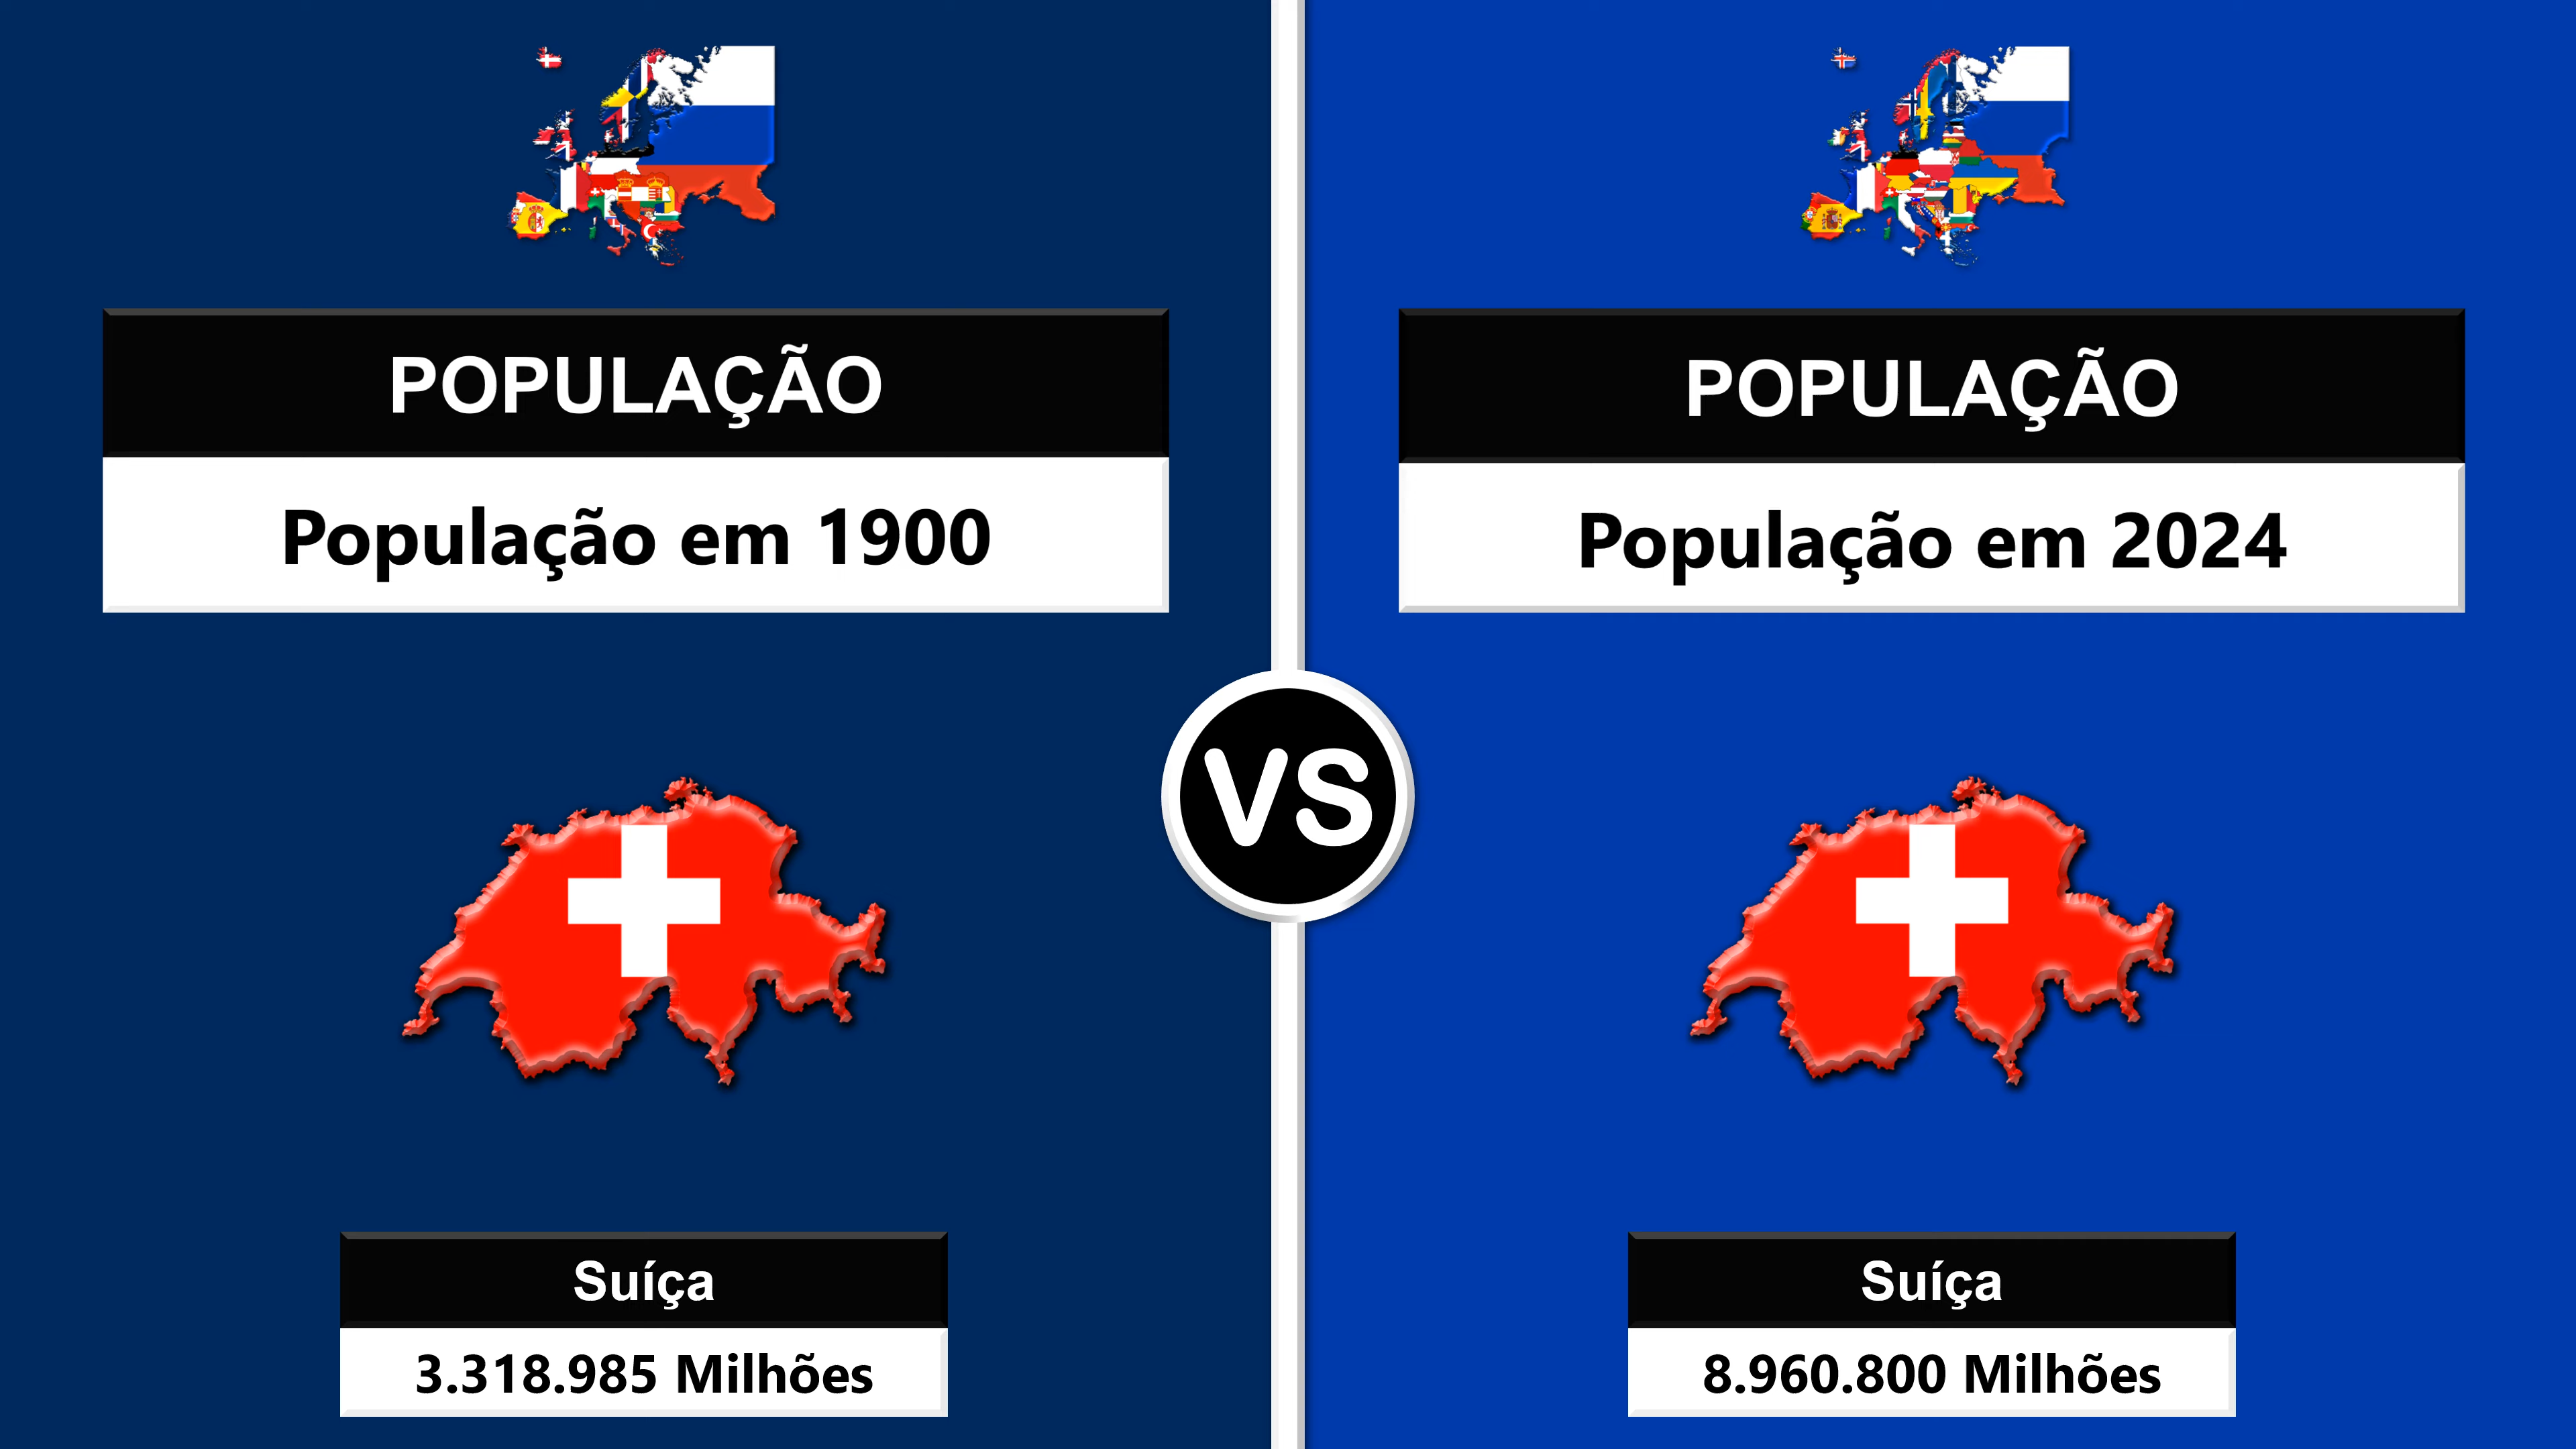 POPULAÇÃO
População em 1900
POPULAÇÃO
População em 2024
VS
Suíça
3.318.985 Milhões
Suíça
8.960.800 Milhões